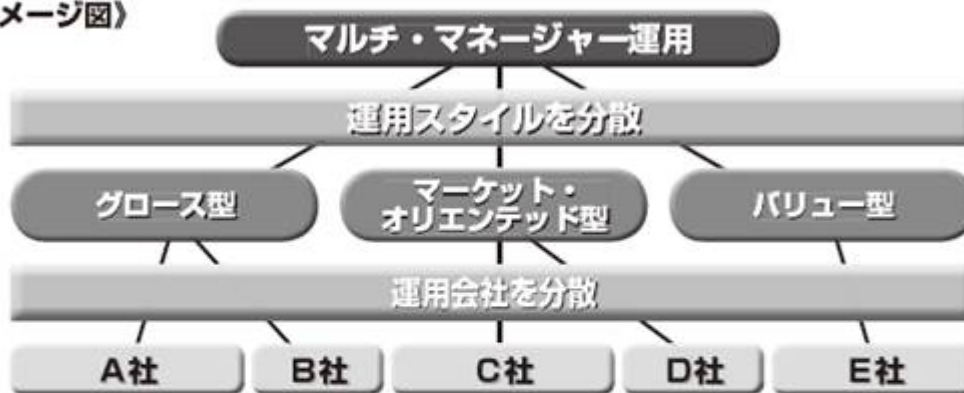 メージ図》
マルチ・マネージャー運用
運用スタイルを分散
グロース型
マーケット・
オリエンテッド型
バリュー型
運用会社を分散
A社
B社
C社
D社
E社